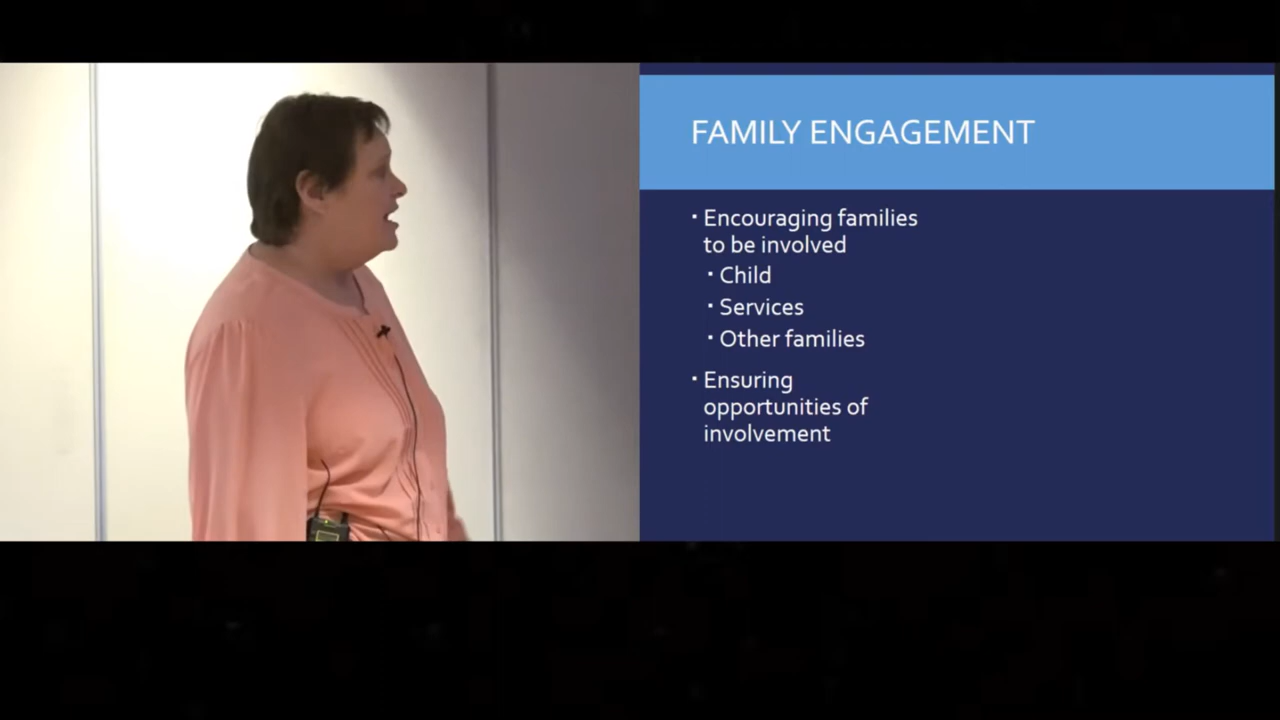 FAMILY ENGAGEMENT
▪ Encouraging families
to be involved
▪ Child
▪ Services
▪ Other families
▪ Ensuring
opportunities of
involvement